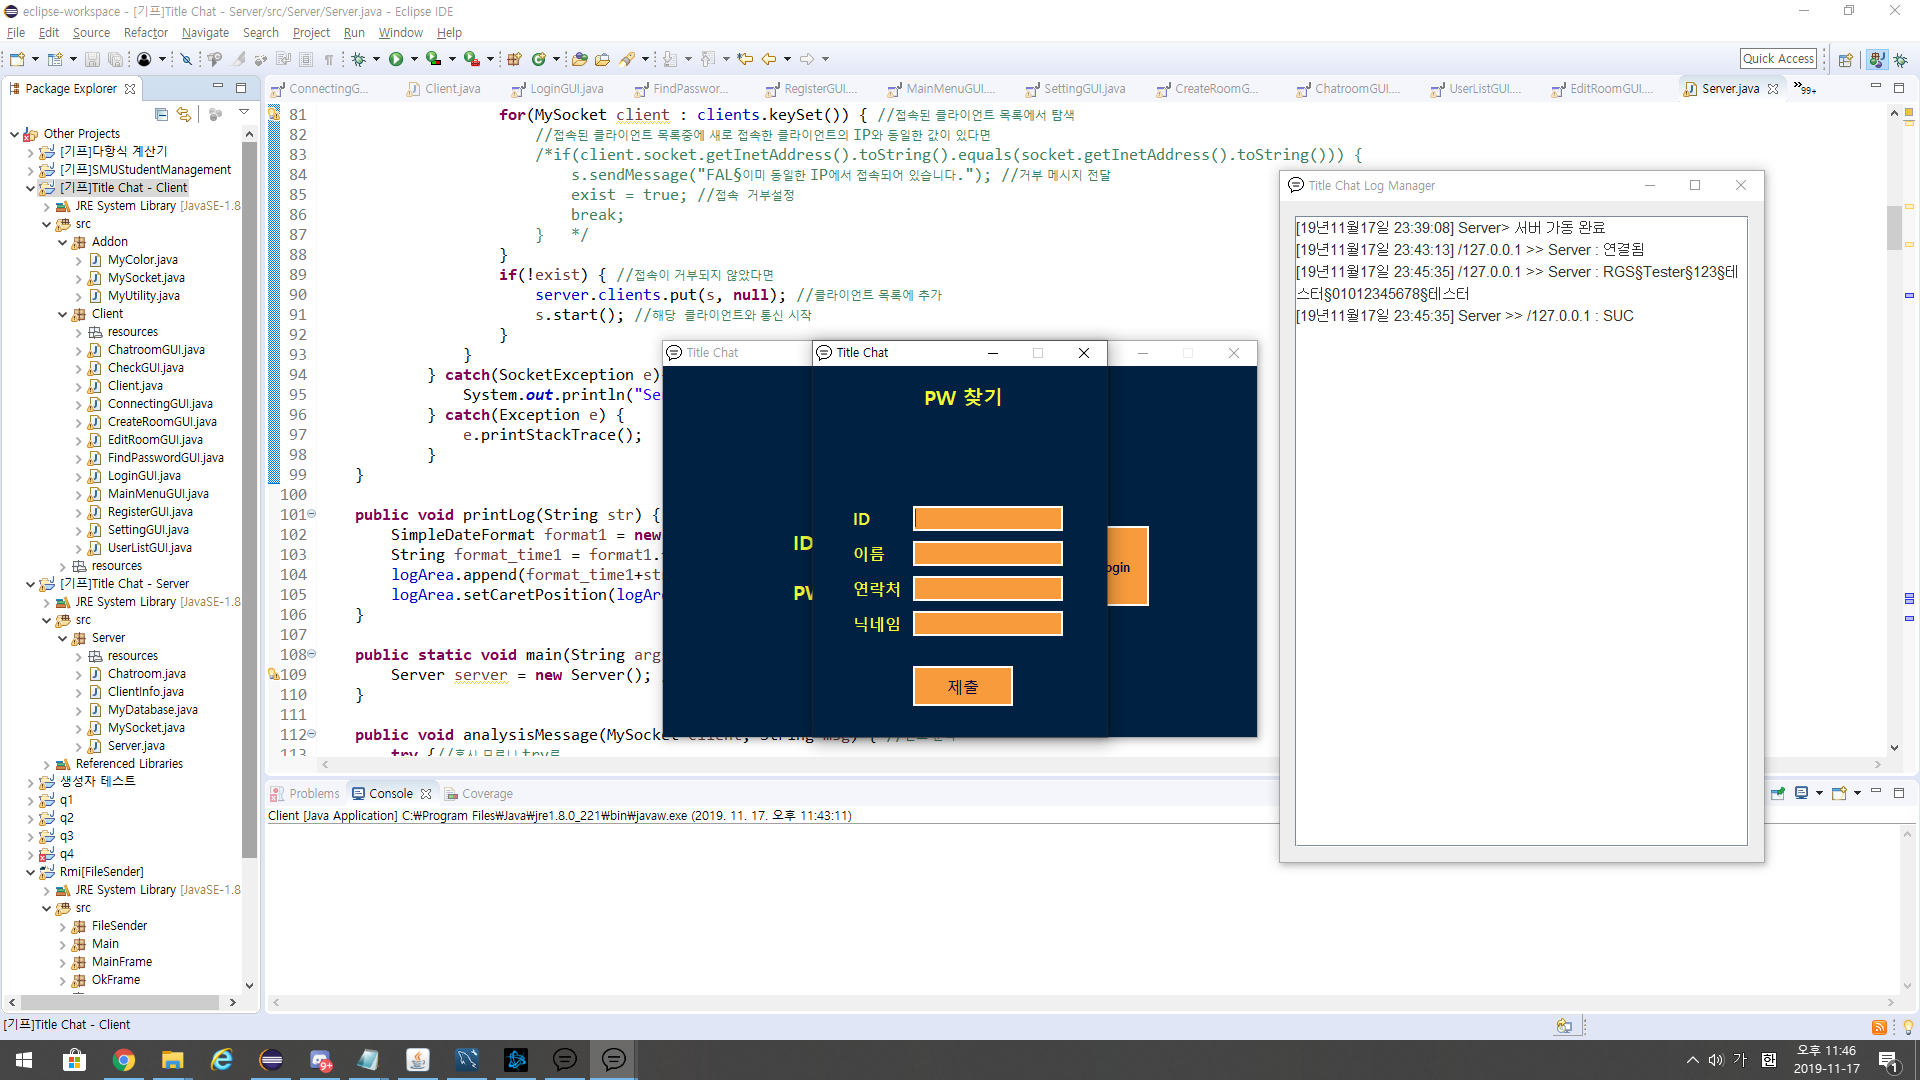 eclipse-workspace - [기프]Title Chat - Server/src/Server/Server.java - Eclipse IDE
File Edit Source Refactor Navigate Search Project Run Window Help
Quick Access
Package Explorer
ConnectingG... Client.java LoginGUI.java FindPasswor... RegisterGUI.... MainMenuGUI.... SettingGUI.java CreateRoomG... ChatroomGUI.... UserListGUI.... EditRoomGUI.... Server.java 99+
Other Projects
[기프]다항식 계산기
[기프]SMUStudentManagement
[기프]Title Chat - Client
JRE System Library [JavaSE-1.8
src
Addon
MyColor.java
MySocket.java
MyUtility.java
Client
resources
ChatroomGUI.java
CheckGUI.java
Client.java
ConnectingGUI.java
CreateRoomGUI.java
EditRoomGUI.java
FindPasswordGUI.java
LoginGUI.java
MainMenuGUI.java
RegisterGUI.java
SettingGUI.java
UserListGUI.java
resources
[기프]Title Chat - Server
JRE System Library [JavaSE-1.8
src
Server
resources
Chatroom.java
ClientInfo.java
MyDatabase.java
MySocket.java
Server.java
Referenced Libraries
생성자 테스트
q1
q2
q3
q4
Rmi[FileSender]
JRE System Library [JavaSE-1.8
src
FileSender
Main
MainFrame
OkFrame
81 for(MySocket client : clients.keySet()) { //접속된 클라이언트 목록에서 탐색
82 //접속된 클라이언트 목록중에 새로 접속한 클라이언트의 IP와 동일한 값이 있다면
83 /*if(client.socket.getInetAddress().toString().equals(socket.getInetAddress().toString())) {
84 s.sendMessage("FAL§이미 동일한 IP에서 접속되어 있습니다."); //거부 메시지 전달
85 exist = true; //접속 거부설정
86 break;
87 } */
88 }
89 if(!exist) { //접속이 거부되지 않았다면
90 server.clients.put(s, null); //클라이언트 목록에 추가
91 s.start(); //해당 클라이언트와 통신 시작
92 }
93 }
94 } catch(SocketException e)
95 System.out.println("Se
96 } catch(Exception e) {
97 e.printStackTrace();
98 }
99 }
100
101 public void printLog(String str) {
102 SimpleDateFormat format1 = new
103 String format_time1 = format1.
104 logArea.append(format_time1+st
105 logArea.setCaretPosition(logAr
106 }
107
108 public static void main(String arg
109 Server server = new Server();
110 }
111
112 public void analysisMessage(MySocket
113
Title Chat
ID
PW
ogin
Title Chat
PW 찾기
ID
이름
연락처
닉네임
제출
Title Chat Log Manager
[19년11월17일 23:39:08] Server> 서버 가동 완료
[19년11월17일 23:43:13] /127.0.0.1 >> Server : 연결됨
[19년11월17일 23:45:35] /127.0.0.1 >> Server : RGS§Tester§123§테
스터§01012345678§테스터
[19년11월17일 23:45:35] Server >> /127.0.0.1 : SUC
Problems Console Coverage
Client [Java Application] C:₩Program Files₩Java₩jre1.8.0_221₩bin₩javaw.exe (2019. 11. 17. 오후 11:43:11)
[기프]Title Chat - Client
9+
가
오후 11:46
2019-11-17
1